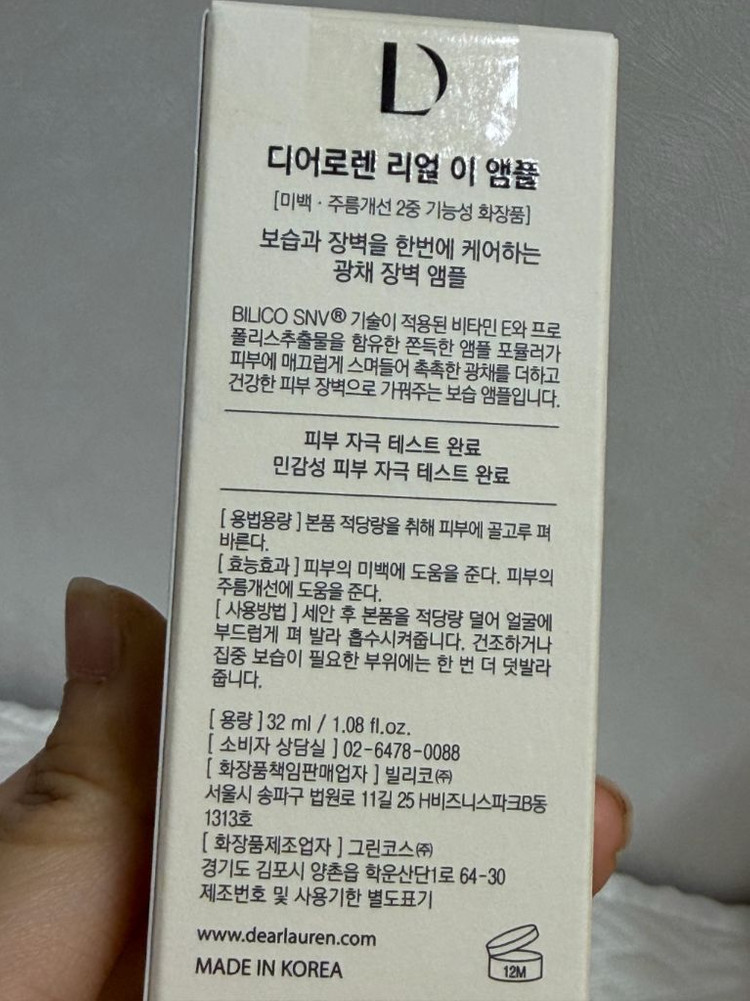 디어로렌 리얼 이 앰플
[미백 · 주름개선 2중 기능성 화장품]
보습과 장벽을 한번에 케어하는
광채 장벽 앰플
BILICO SNV® 기술이 적용된 비타민 E와 프로
폴리스추출물을 함유한 쫀득한 앰플 포뮬러가
피부에 매끄럽게 스며들어 촉촉한 광채를 더하고
건강한 피부 장벽으로 가꿔주는 보습 앰플입니다.
피부 자극 테스트 완료
민감성 피부 자극 테스트 완료
[ 용법용량 ] 본품 적당량을 취해 피부에 골고루 펴
바른다.
[ 효능효과 ] 피부의 미백에 도움을 준다. 피부의
주름개선에 도움을 준다.
[ 사용방법 ] 세안 후 본품을 적당량 덜어 얼굴에
부드럽게 펴 발라 흡수시켜줍니다. 건조하거나
집중 보습이 필요한 부위에는 한 번 더 덧발라
줍니다.
[ 용량 ] 32 ml / 1.08 fl.oz.
[ 소비자 상담실 ] 02-6478-0088
[ 화장품책임판매업자 ] 빌리코㈜
서울시 송파구 법원로 11길 25 H비즈니스파크B동
1313호
[ 화장품제조업자 ] 그린코스㈜
경기도 김포시 양촌읍 학운산단1로 64-30
제조번호 및 사용기한 별도표기
www.dearlauren.com
MADE IN KOREA
12M